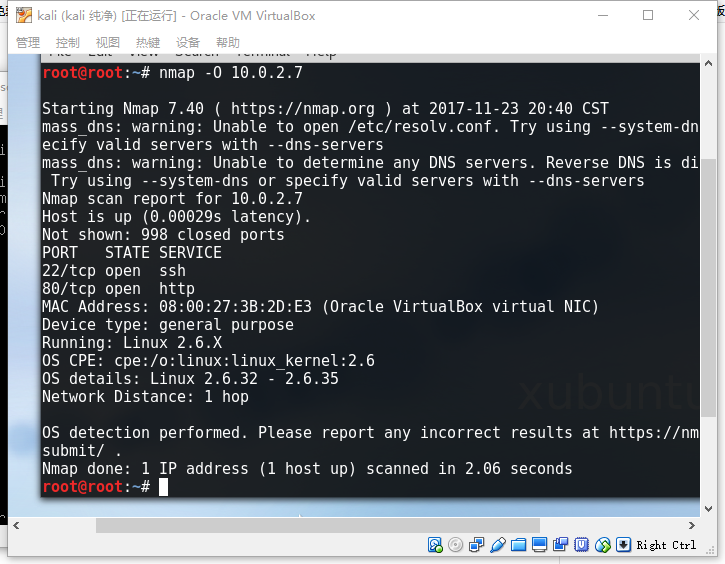 kali (kali 纯净) [正在运行] - Oracle VM VirtualBox
管理 控制 视图 热键 设备 帮助
File Edit View Search Terminal Help
root@root:~# nmap -O 10.0.2.7
Starting Nmap 7.40 ( https://nmap.org ) at 2017-11-23 20:40 CST
mass_dns: warning: Unable to open /etc/resolv.conf. Try using --system-dn
ecify valid servers with --dns-servers
mass_dns: warning: Unable to determine any DNS servers. Reverse DNS is di
Try using --system-dns or specify valid servers with --dns-servers
Nmap scan report for 10.0.2.7
Host is up (0.00029s latency).
Not shown: 998 closed ports
PORT STATE SERVICE
22/tcp open ssh
80/tcp open http
MAC Address: 08:00:27:3B:2D:E3 (Oracle VirtualBox virtual NIC)
Device type: general purpose
Running: Linux 2.6.X
OS CPE: cpe:/o:linux:linux_kernel:2.6
OS details: Linux 2.6.32 - 2.6.35
Network Distance: 1 hop
xubuntu
OS detection performed. Please report any incorrect results at https://nm
submit/ .
Nmap done: 1 IP address (1 host up) scanned in 2.06 seconds
root@root:~#
Right Ctrl